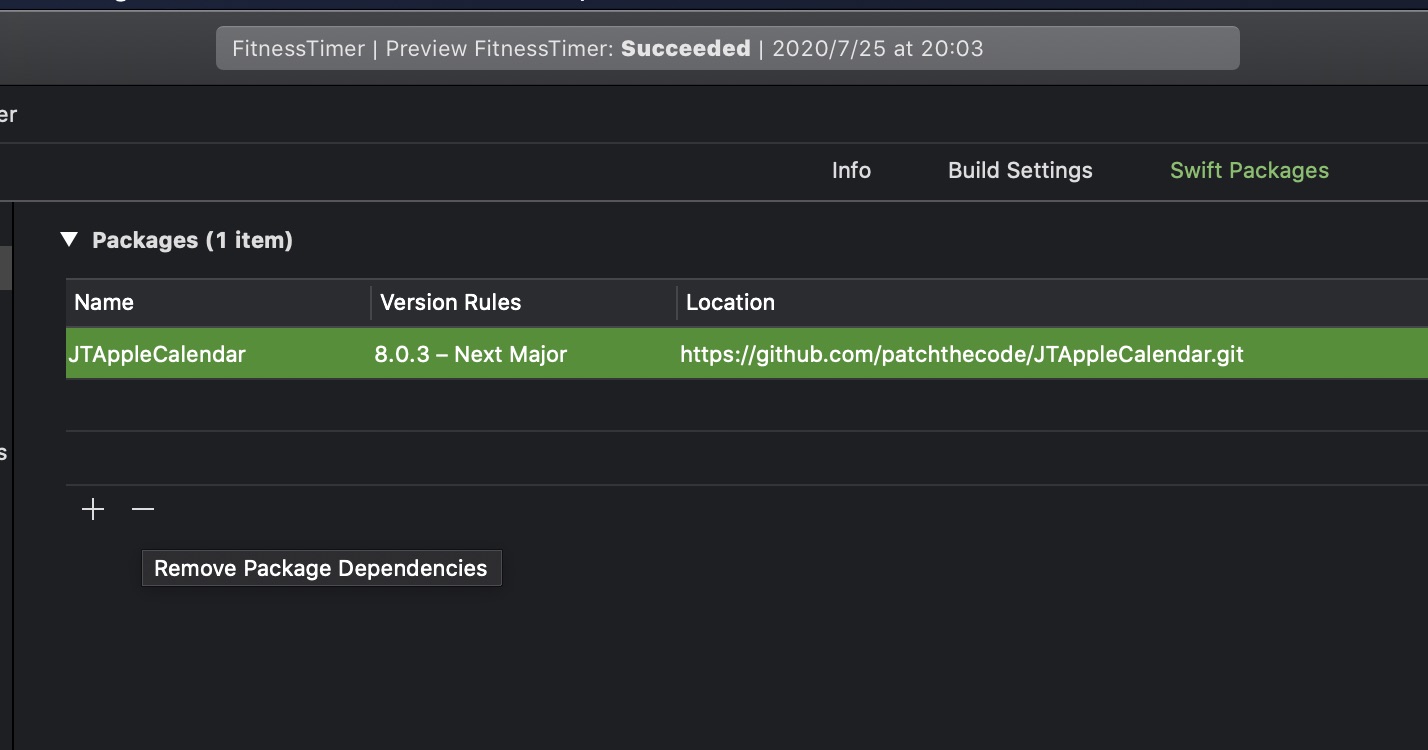 FitnessTimer | Preview FitnessTimer: Succeeded | 2020/7/25 at 20:03
er
Info Build Settings Swift Packages
Packages (1 item)
Name Version Rules Location
JTAppleCalendar 8.0.3 – Next Major https://github.com/patchthecode/JTAppleCalendar.git
s
Remove Package Dependencies